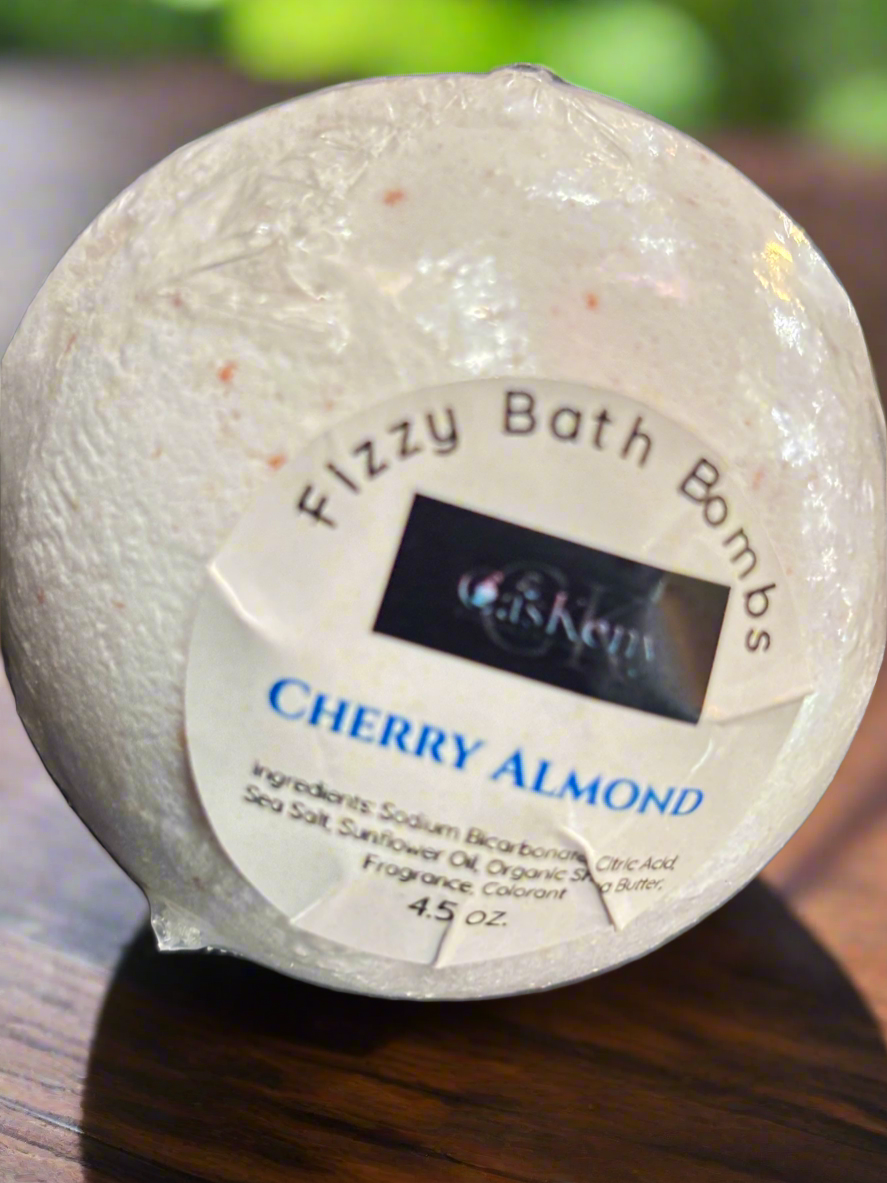 Fizzy Bath Bombs
CHERRY ALMOND
Ingredients: Sodium Bicarbonate, Citric Acid,
Sea Salt, Sunflower Oil, Organic Shea Butter,
Fragrance, Colorant
4.5 oz.